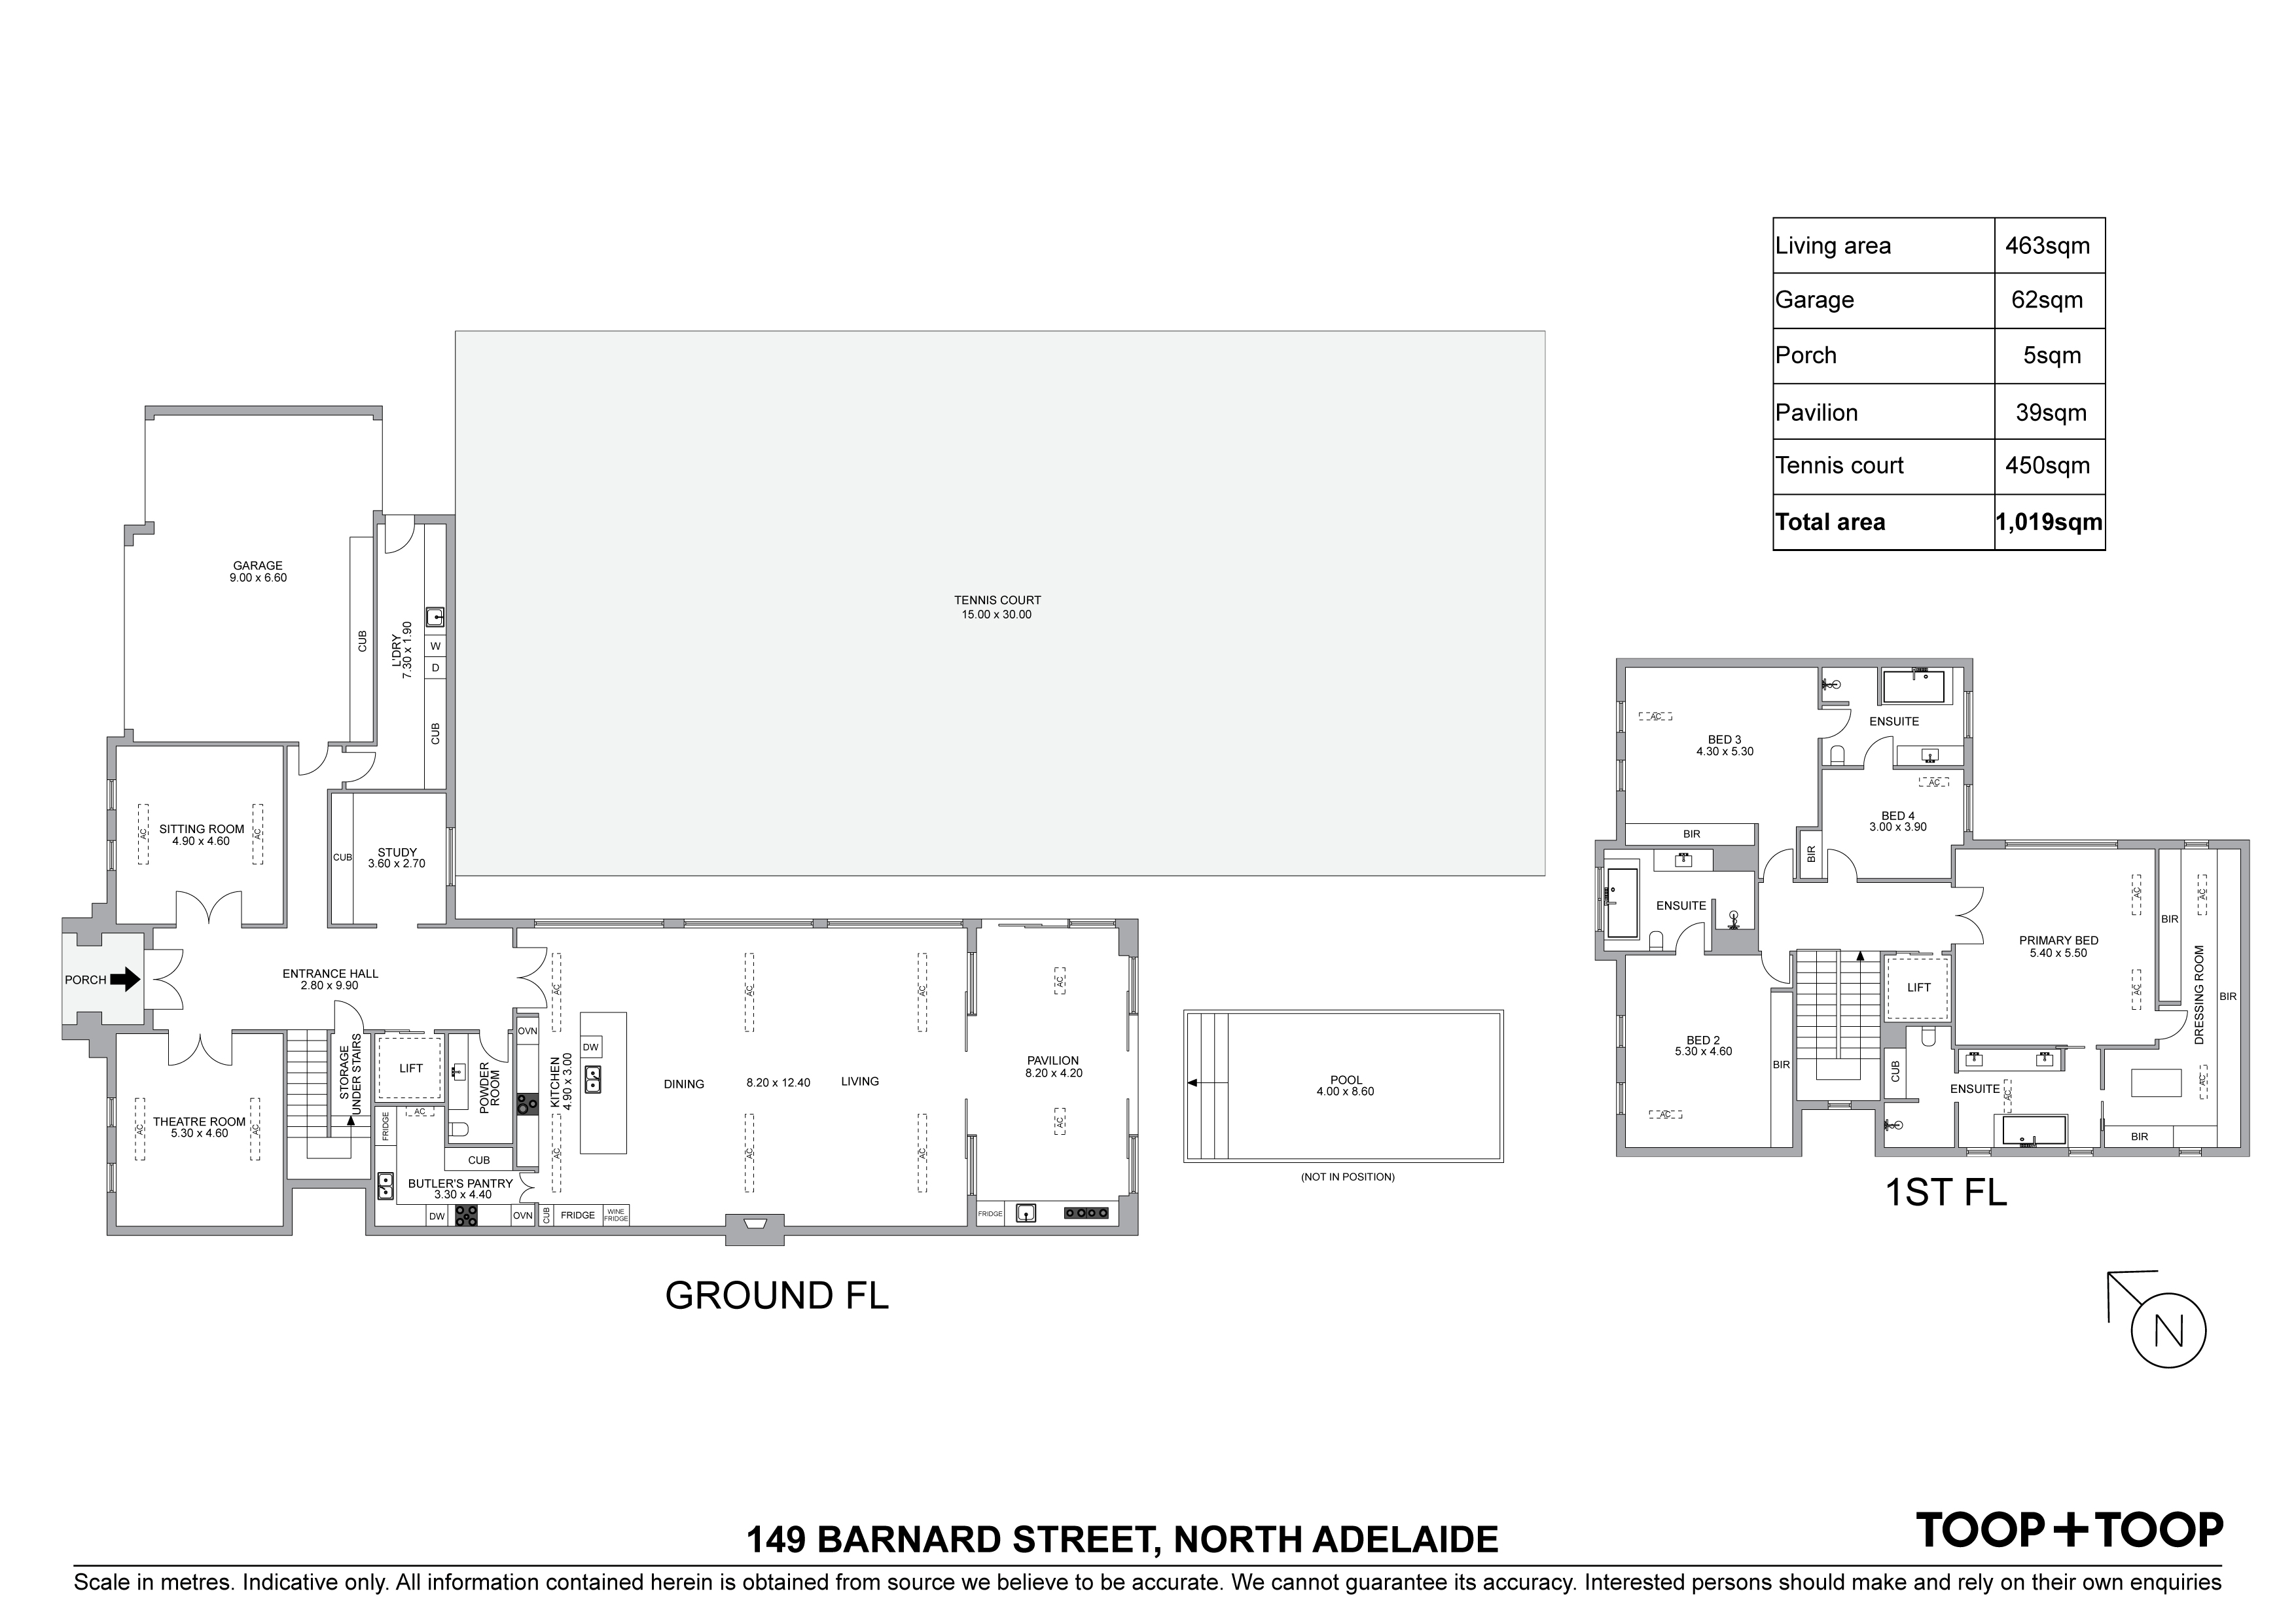 Living area 463sqm
Garage 62sqm
Porch 5sqm
Pavilion 39sqm
Tennis court 450sqm
Total area 1,019sqm
GARAGE
9.00 x 6.60
CUB
L'DRY
7.30 x 1.90
W
D
CUB
TENNIS COURT
15.00 x 30.00
SITTING ROOM
4.90 x 4.60
AC
AC
CUB
STUDY
3.60 x 2.70
PORCH
ENTRANCE HALL
2.80 x 9.90
THEATRE ROOM
5.30 x 4.60
AC
AC
STORAGE
UNDER STAIRS
LIFT
AC
FRIDGE
POWDER
ROOM
CUB
BUTLER'S PANTRY
3.30 x 4.40
DW
OVN
OVN
KITCHEN
4.90 x 3.00
DW
CUB
FRIDGE
WINE
FRIDGE
AC
AC
AC
AC
AC
AC
DINING
8.20 x 12.40
LIVING
PAVILION
8.20 x 4.20
AC
AC
FRIDGE
POOL
4.00 x 8.60
(NOT IN POSITION)
GROUND FL
BED 3
4.30 x 5.30
AC
BIR
ENSUITE
BED 4
3.00 x 3.90
AC
BIR
ENSUITE
BED 2
5.30 x 4.60
AC
BIR
LIFT
CUB
ENSUITE
AC
PRIMARY BED
5.40 x 5.50
AC
AC
BIR
DRESSING ROOM
AC
AC
BIR
BIR
1ST FL
N
149 BARNARD STREET, NORTH ADELAIDE
TOOP+TOOP
Scale in metres. Indicative only. All information contained herein is obtained from source we believe to be accurate. We cannot guarantee its accuracy. Interested persons should make and rely on their own enquiries